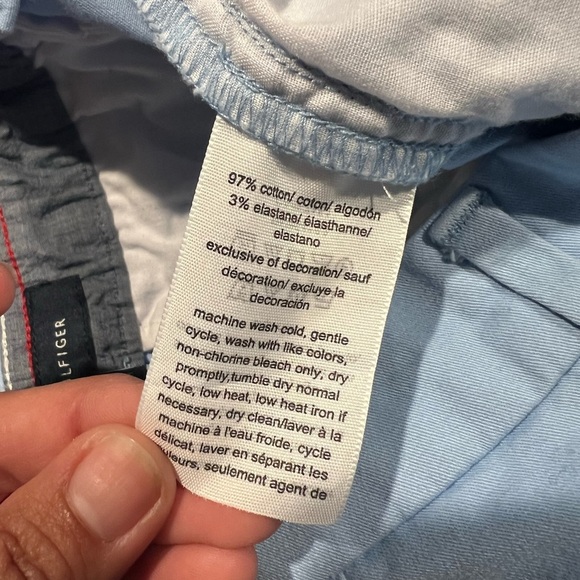 97% cotton/ coton/ algodón
3% elastane/ élasthanne/
elastano
exclusive of decoration/ sauf
décoration/ excluye la
decoración
machine wash cold, gentle
cycle, wash with like colors,
non-chlorine bleach only, dry
promptly,tumble dry normal
cycle, low heat, low heat iron if
necessary, dry clean/laver à la
machine à l'eau froide, cycle
délicat, laver en séparant les
uleurs, seulement agent de
LFIGER